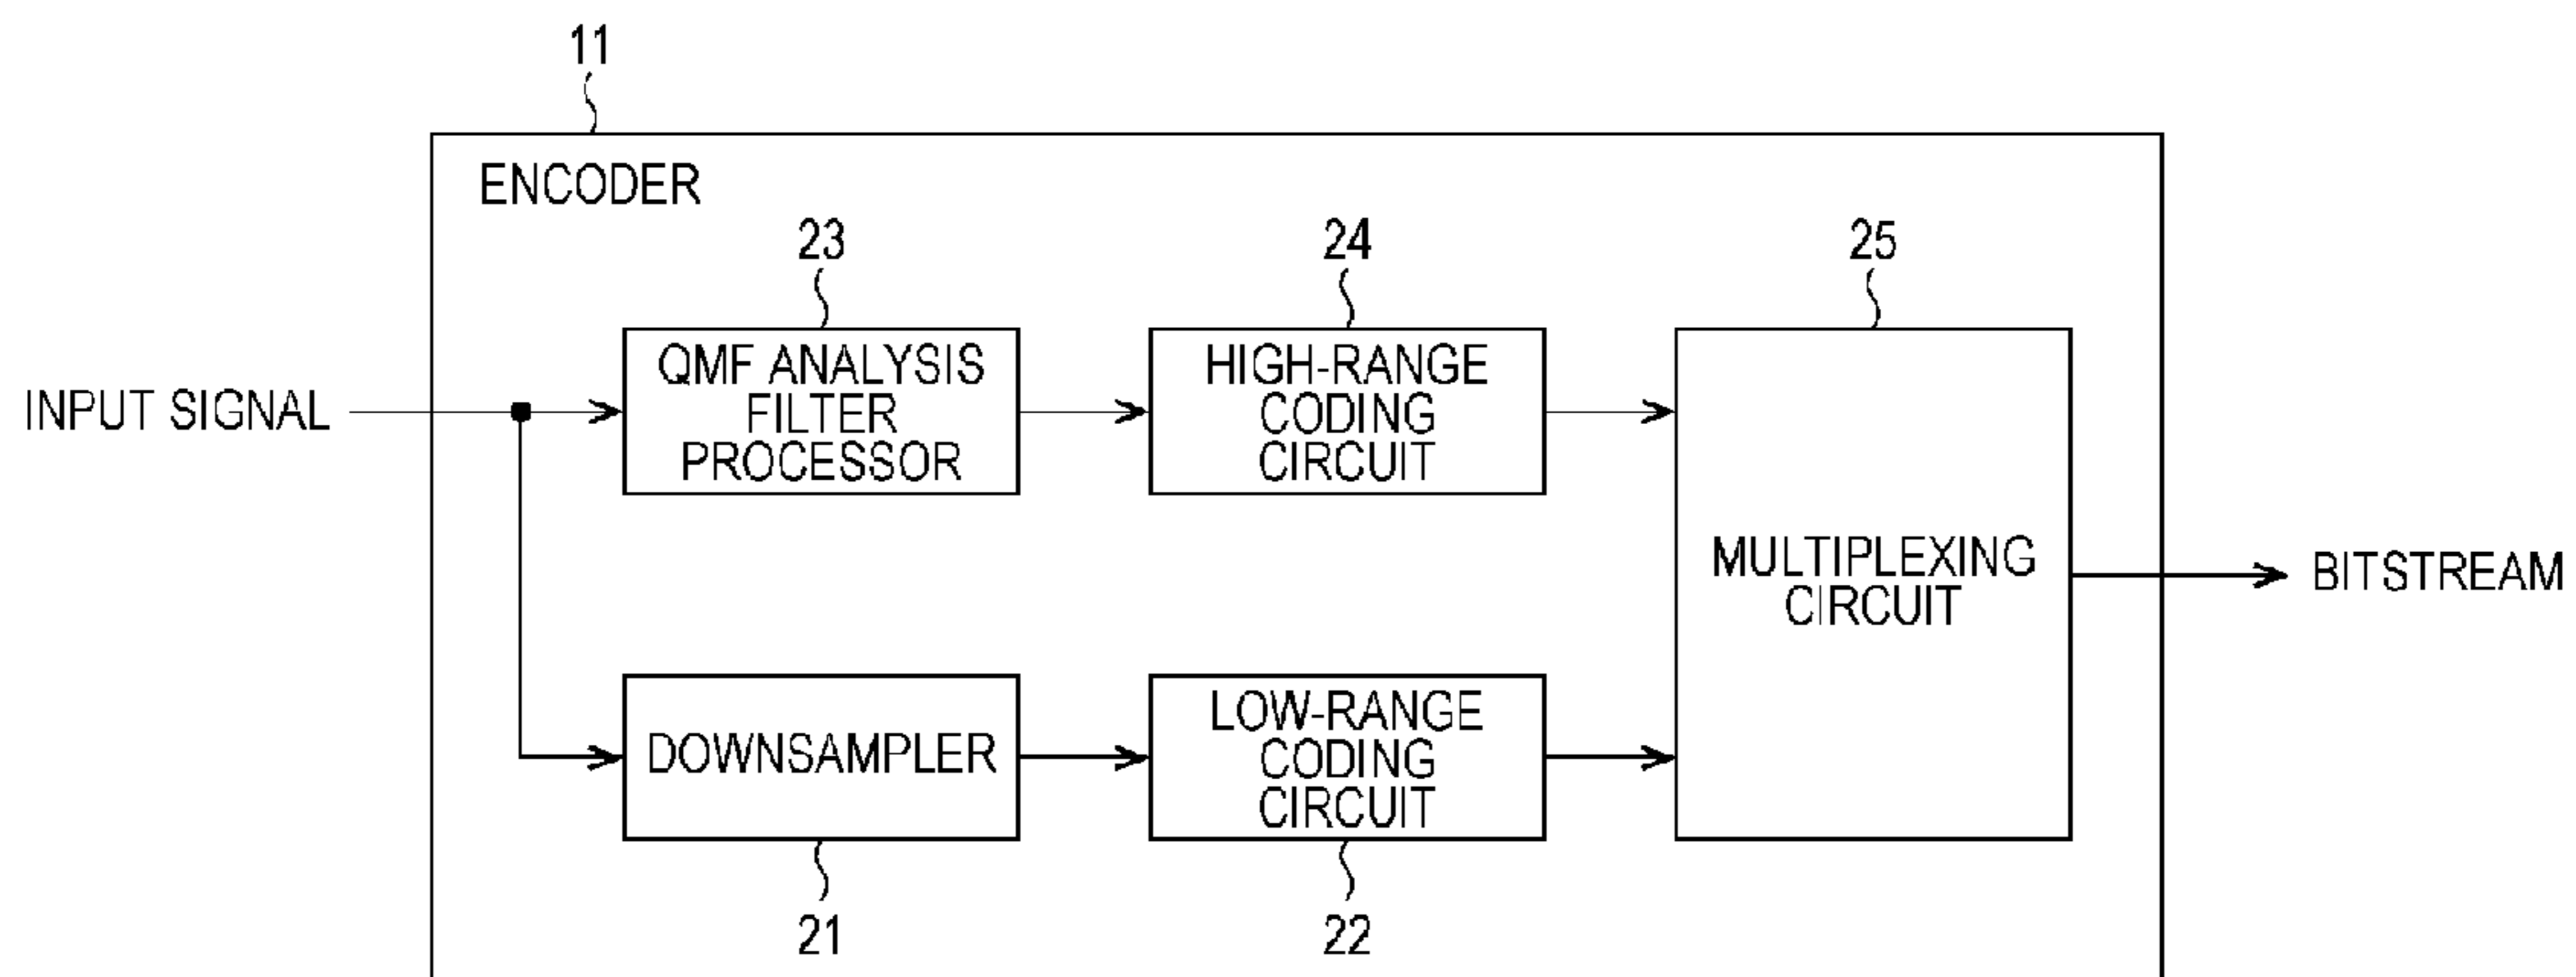 11
ENCODER
23
24
25
INPUT SIGNAL
QMF ANALYSIS
FILTER
PROCESSOR
HIGH-RANGE
CODING
CIRCUIT
MULTIPLEXING
CIRCUIT
BITSTREAM
DOWNSAMPLER
LOW-RANGE
CODING
CIRCUIT
21
22